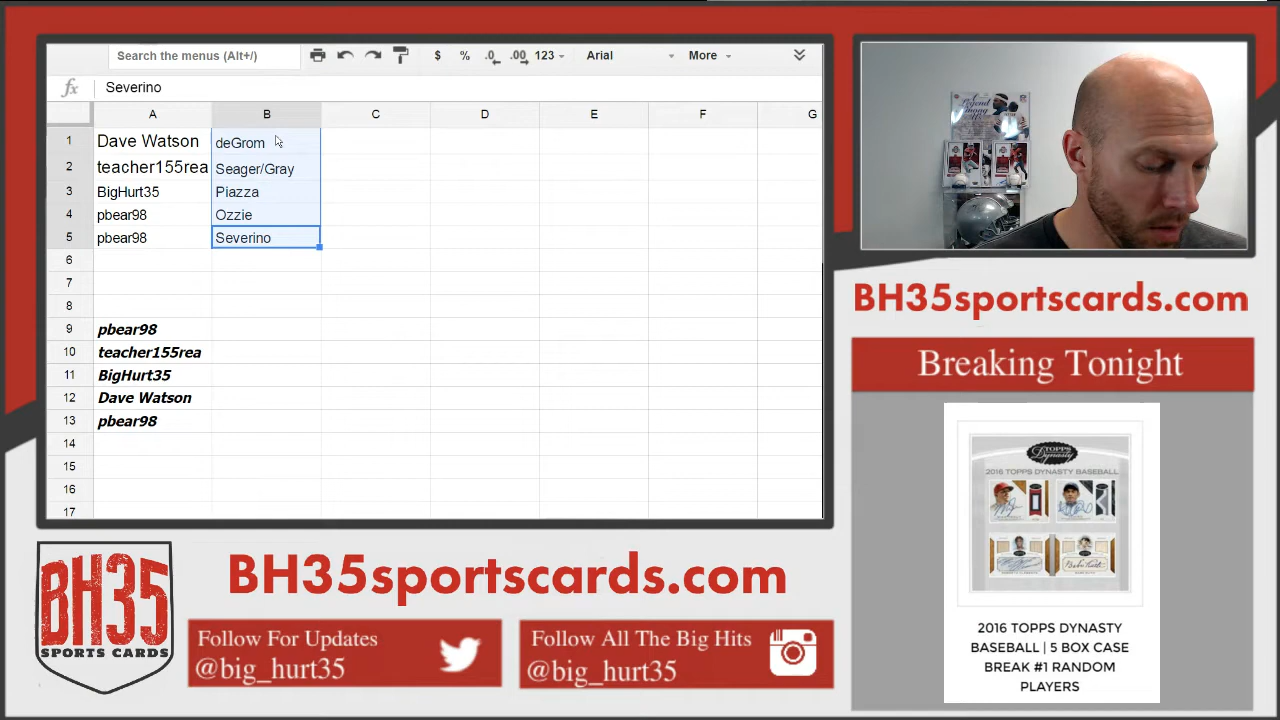 Search the menus (Alt+/)
$ % .0 .00 123 Arial More
fx Severino
A B C D E F G
1 Dave Watson deGrom
2 teacher155rea Seager/Gray
3 BigHurt35 Piazza
4 pbear98 Ozzie
5 pbear98 Severino
6
7
8
9 pbear98
10 teacher155rea
11 BigHurt35
12 Dave Watson
13 pbear98
14
15
16
17
BH35sportscards.com
Breaking Tonight
TOPPS
Dynasty
2016 TOPPS DYNASTY BASEBALL
2016 TOPPS DYNASTY
BASEBALL | 5 BOX CASE
BREAK #1 RANDOM
PLAYERS
BH35
SPORTS CARDS
BH35sportscards.com
Follow For Updates
@big_hurt35
Follow All The Big Hits
@big_hurt35